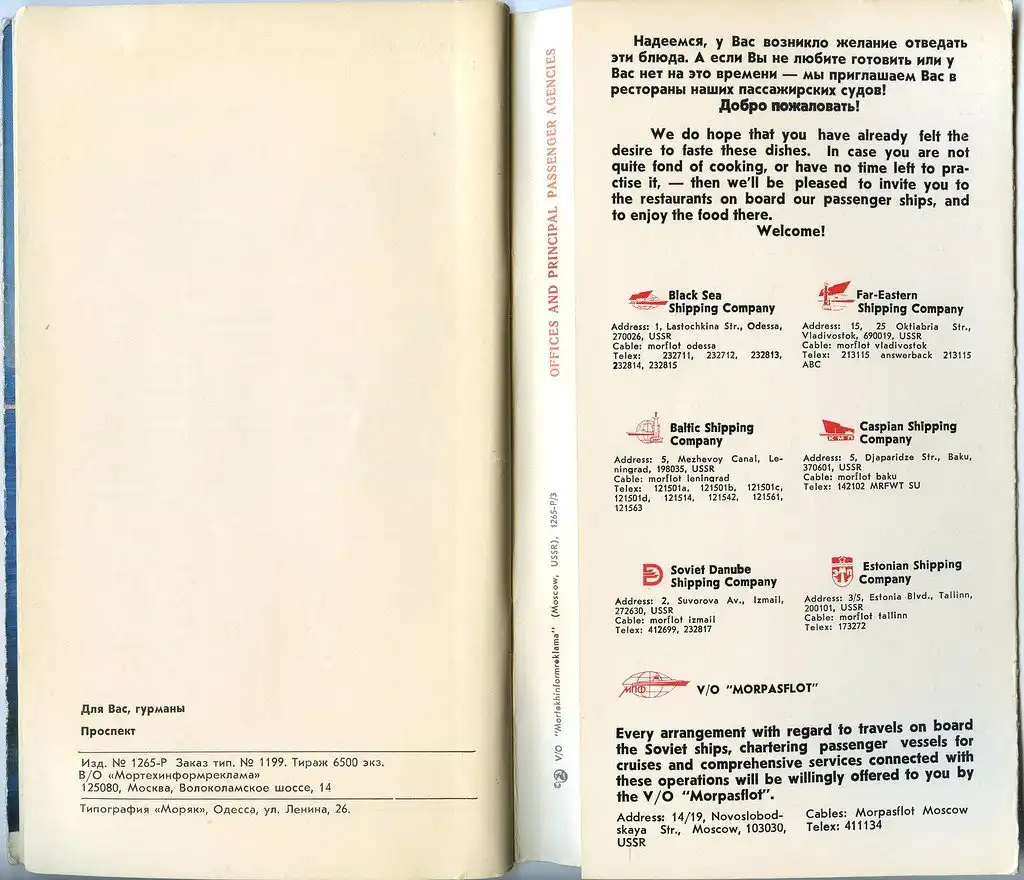 Для Вас, гурманы
Проспект
Изд. № 1265-Р Заказ тип. № 1199. Тираж 6500 экз.
В/О «Мортехинформреклама»
125080, Москва, Волоколамское шоссе, 14
Типография «Моряк», Одесса, ул. Ленина, 26.
OFFICES AND PRINCIPAL PASSENGER AGENCIES
© V/O "Mortekhinformreklama" (Moscow, USSR), 1265-P/3
Надеемся, у Вас возникло желание отведать
эти блюда. А если Вы не любите готовить или у
Вас нет на это времени — мы приглашаем Вас в
рестораны наших пассажирских судов!
Добро пожаловать!
We do hope that you have already felt the
desire to faste these dishes. In case you are not
quite fond of cooking, or have no time left to pra-
ctise it, — then we'll be pleased to invite you to
the restaurants on board our passenger ships, and
to enjoy the food there.
Welcome!
Black Sea
Shipping Company
Address: 1, Lastochkina Str., Odessa,
270026, USSR
Cable: morflot odessa
Telex: 232711, 232712, 232813,
232814, 232815
Far-Eastern
Shipping Company
Address: 15, 25 Oktiabria Str.,
Vladivostok, 690019, USSR
Cable: morflot vladivostok
Telex: 213115 answerback 213115
ABC
Baltic Shipping
Company
Address: 5, Mezhevoy Canal, Le-
ningrad, 198035, USSR
Cable: morflot leningrad
Telex: 121501a, 121501b, 121501c,
121501d, 121514, 121542, 121561,
121563
КМП
Caspian Shipping
Company
Address: 5, Djaparidze Str., Baku,
370601, USSR
Cable: morflot baku
Telex: 142102 MRFWT SU
Soviet Danube
Shipping Company
Address: 2, Suvorova Av., Izmail,
272630, USSR
Cable: morflot izmail
Telex: 412699, 232817
Estonian Shipping
Company
Address: 3/5, Estonia Blvd., Tallinn,
200101, USSR
Cable: morflot tallinn
Telex: 173272
МПФ
V/O "MORPASFLOT"
Every arrangement with regard to travels on board
the Soviet ships, chartering passenger vessels for
cruises and comprehensive services connected with
these operations will be willingly offered to you by
the V/O "Morpasflot".
Address: 14/19, Novoslobod-
skaya Str., Moscow, 103030,
USSR
Cables: Morpasflot Moscow
Telex: 411134